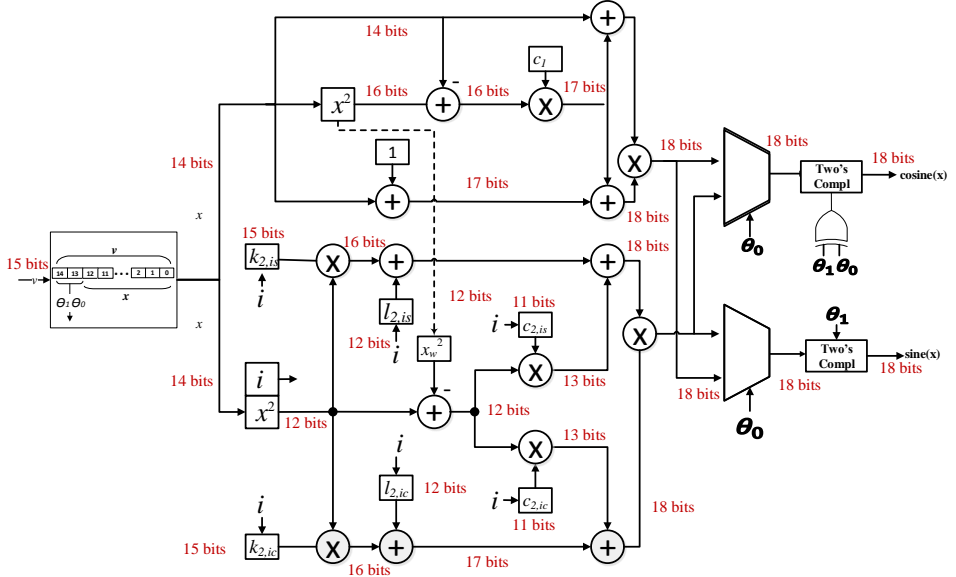 14 bits
c1
17 bits
-
+
x² 16 bits + 16 bits X
14 bits
1
17 bits
+ +
18 bits
X 18 bits
18 bits
Two's
Compl
18 bits
cosine(x)
θ0
θ1 θ0
x
v
15 bits
v
14 13 12 11 ••• 2 1 0
Θ1 Θ0
x
x
15 bits
k2,is
i
16 bits
X + +
18 bits
12 bits
l2,is
12 bits
i
xw²
-
11 bits
i c2,is
X 13 bits
X
18 bits
θ1
Two's
Compl
sine(x)
18 bits
18 bits
θ0
14 bits
i
x²
12 bits
+ 12 bits
13 bits
X
i c2,ic
11 bits
i
l2,ic
12 bits
18 bits
i
15 bits
k2,ic
X + +
16 bits
17 bits